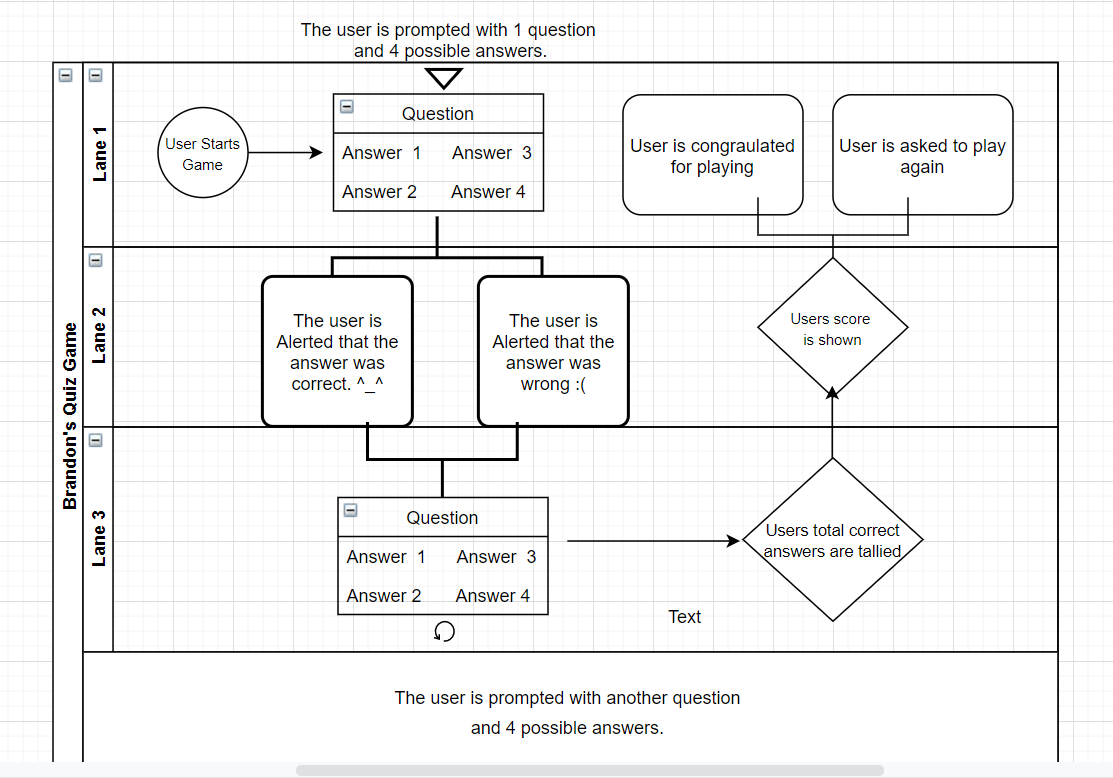 The user is prompted with 1 question
and 4 possible answers.
Brandon's Quiz Game
Lane 1
User Starts
Game
Question
Answer 1 Answer 3
Answer 2 Answer 4
User is congraulated
for playing
User is asked to play
again
Lane 2
The user is
Alerted that the
answer was
correct. ^_^
The user is
Alerted that the
answer was
wrong :(
Users score
is shown
Lane 3
Question
Answer 1 Answer 3
Answer 2 Answer 4
Users total correct
answers are tallied
Text
The user is prompted with another question
and 4 possible answers.